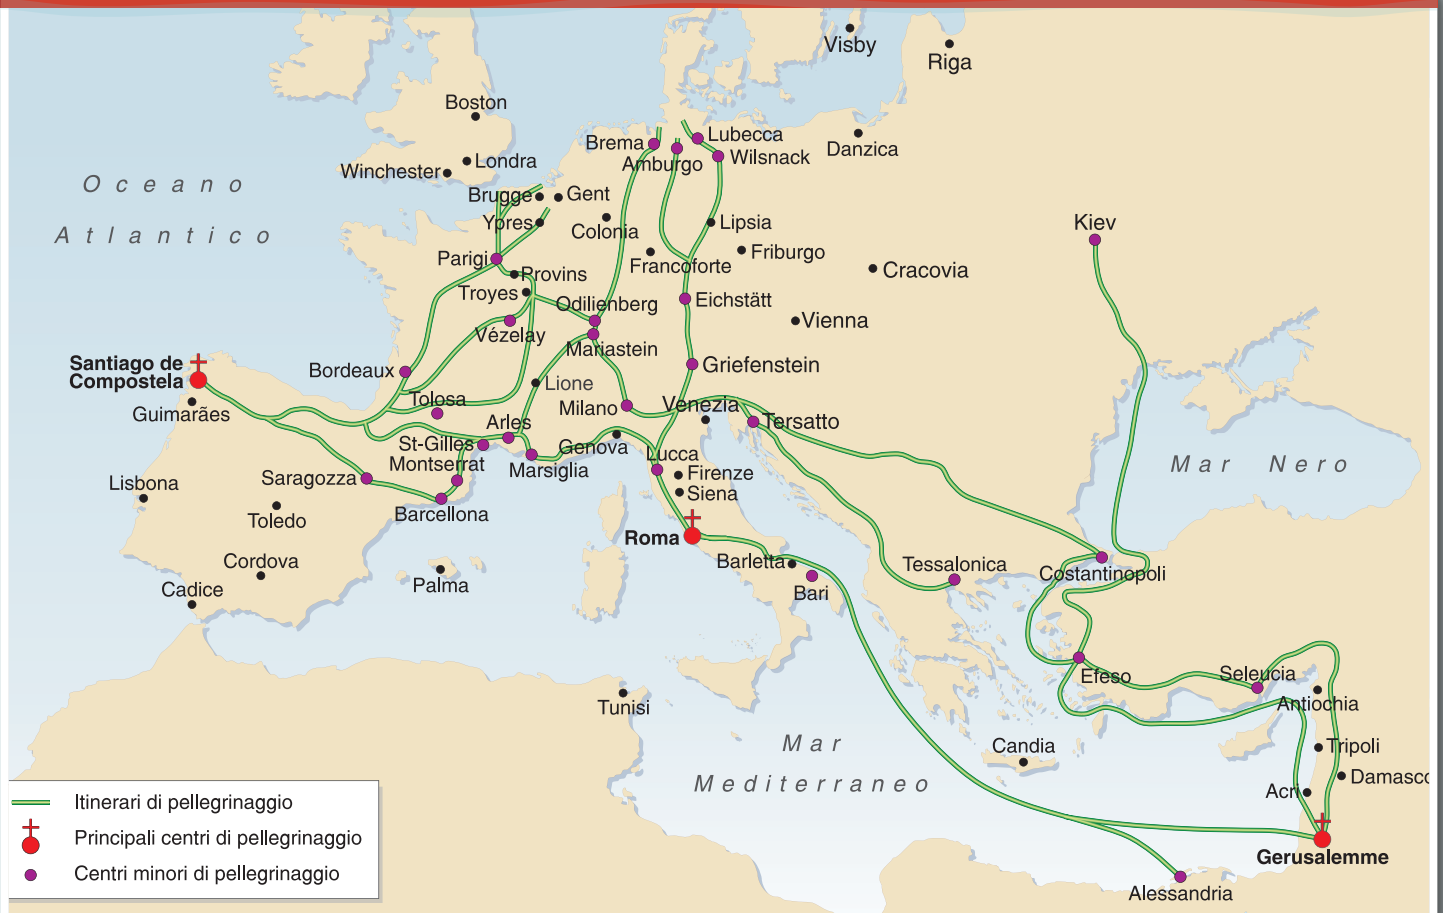 Visby
Riga
Boston
Londra
Winchester
Brema
Lubecca
Amburgo
Wilsnack
Danzica
Oceano
Atlantico
Brugge
Gent
Ypres
Colonia
Lipsia
Kiev
Parigi
Provins
Francoforte
Friburgo
Cracovia
Troyes
Odilienberg
Eichstätt
Vienna
Vézelay
Mariastein
Santiago de
Compostela
Guimarães
Bordeaux
Tolosa
Lione
Griefenstein
Milano
Venezia
Tersatto
Arles
St-Gilles
Montserrat
Genova
Marsiglia
Lucca
Firenze
Siena
Mar Nero
Lisbona
Saragozza
Barcellona
Toledo
Roma
Cordova
Cadice
Palma
Barletta
Bari
Tessalonica
Costantinopoli
Efeso
Seleucia
Antiochia
Tunisi
Mar
Mediterraneo
Candia
Tripoli
Damasco
Acri
Gerusalemme
Alessandria
Itinerari di pellegrinaggio
Principali centri di pellegrinaggio
Centri minori di pellegrinaggio